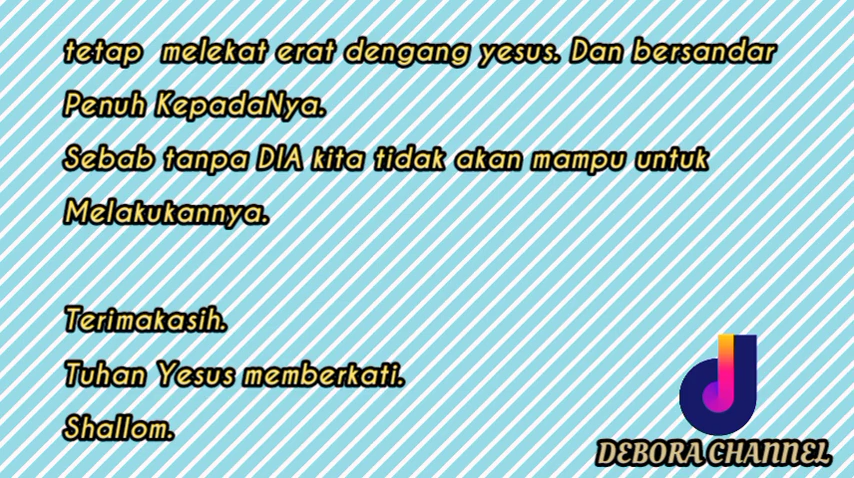 tetap melekat erat dengang yesus. Dan bersandar
Penuh KepadaNya.
Sebab tanpa DIA kita tidak akan mampu untuk
Melakukannya.
Terimakasih.
Tuhan Yesus memberkati.
Shallom.
DEBORA CHANNEL